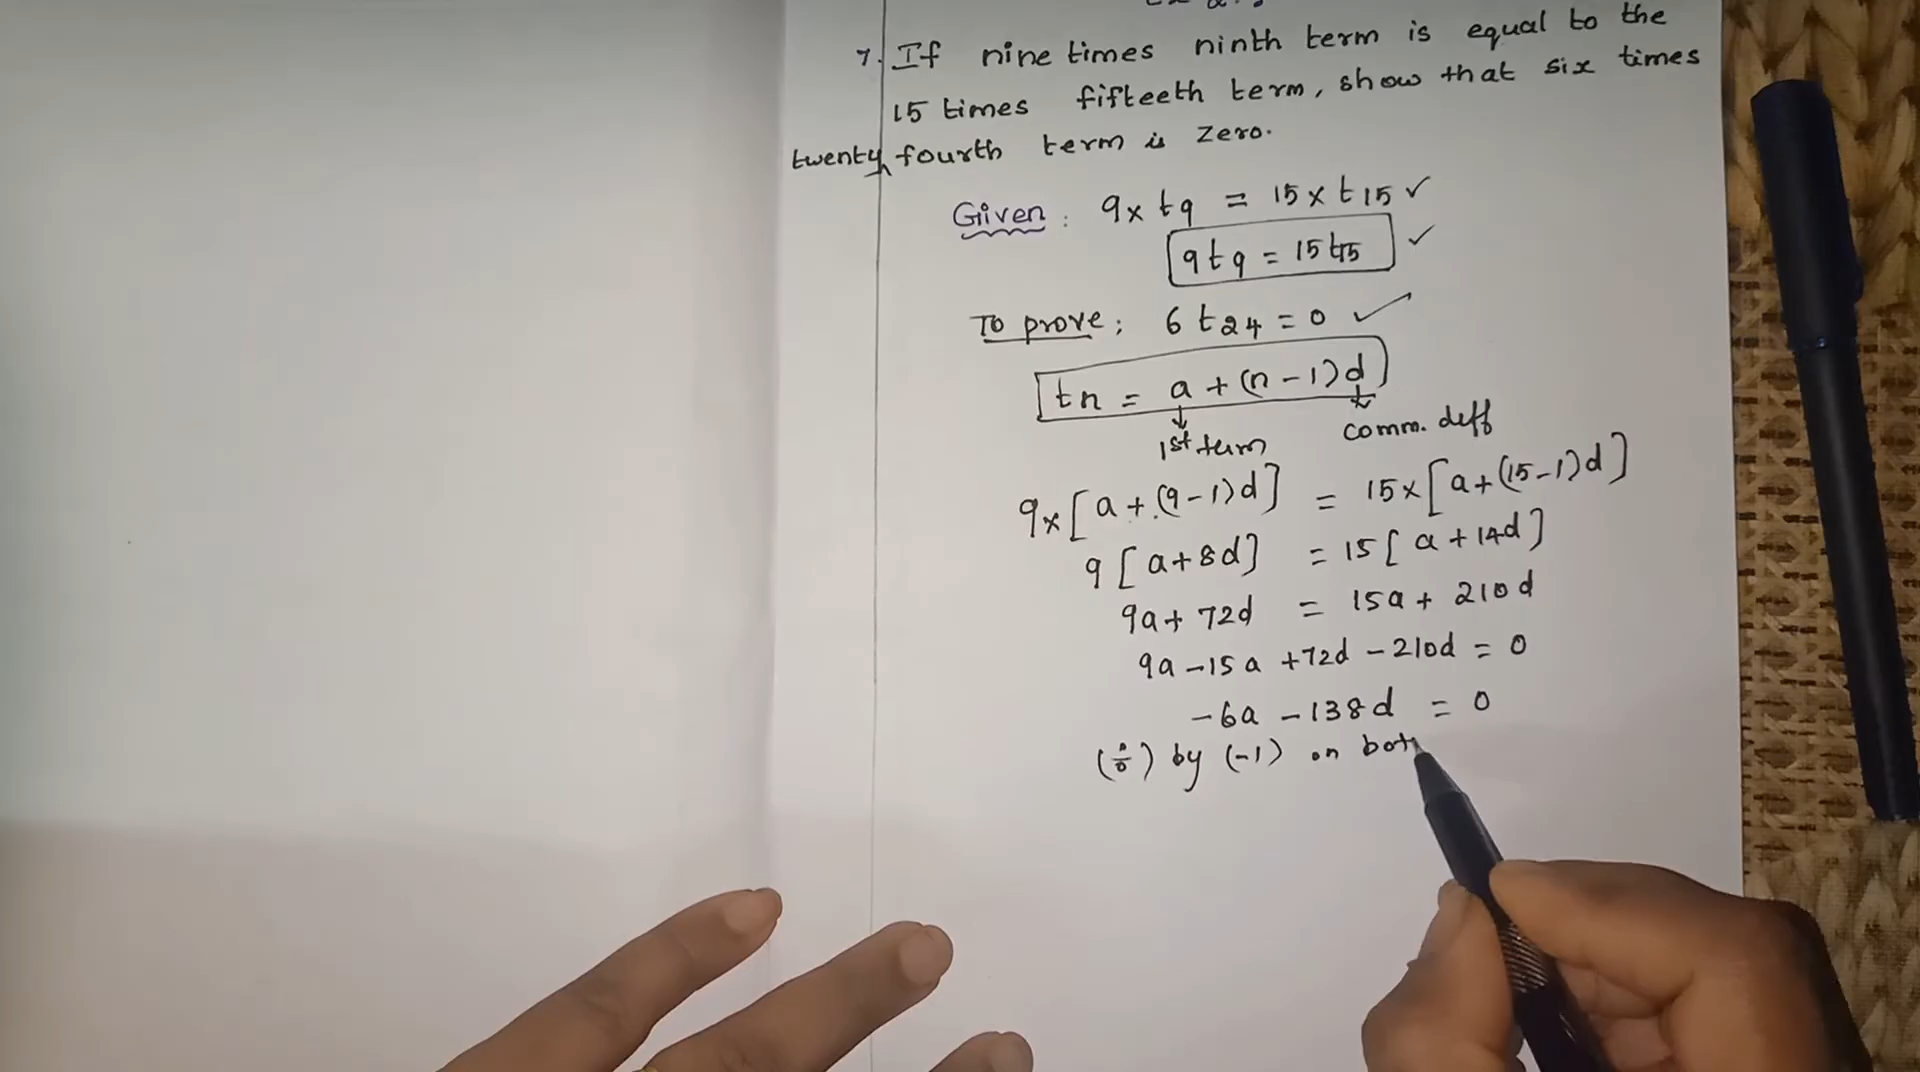 7. If nine times ninth term is equal to the
15 times fifteeth term, show that six times
twenty fourth term is zero.
Given : 9 x t9 = 15 x t15 ✓
9t9 = 15t15 ✓
To prove : 6 t24 = 0 ✓
tn = a + (n - 1) d
1st term comm. diff
9x [a + (9 - 1) d] = 15x [a + (15 - 1) d]
9 [a + 8d] = 15 [a + 14d]
9a + 72d = 15a + 210d
9a - 15a + 72d - 210d = 0
-6a - 138d = 0
(÷) by (-1) on bot